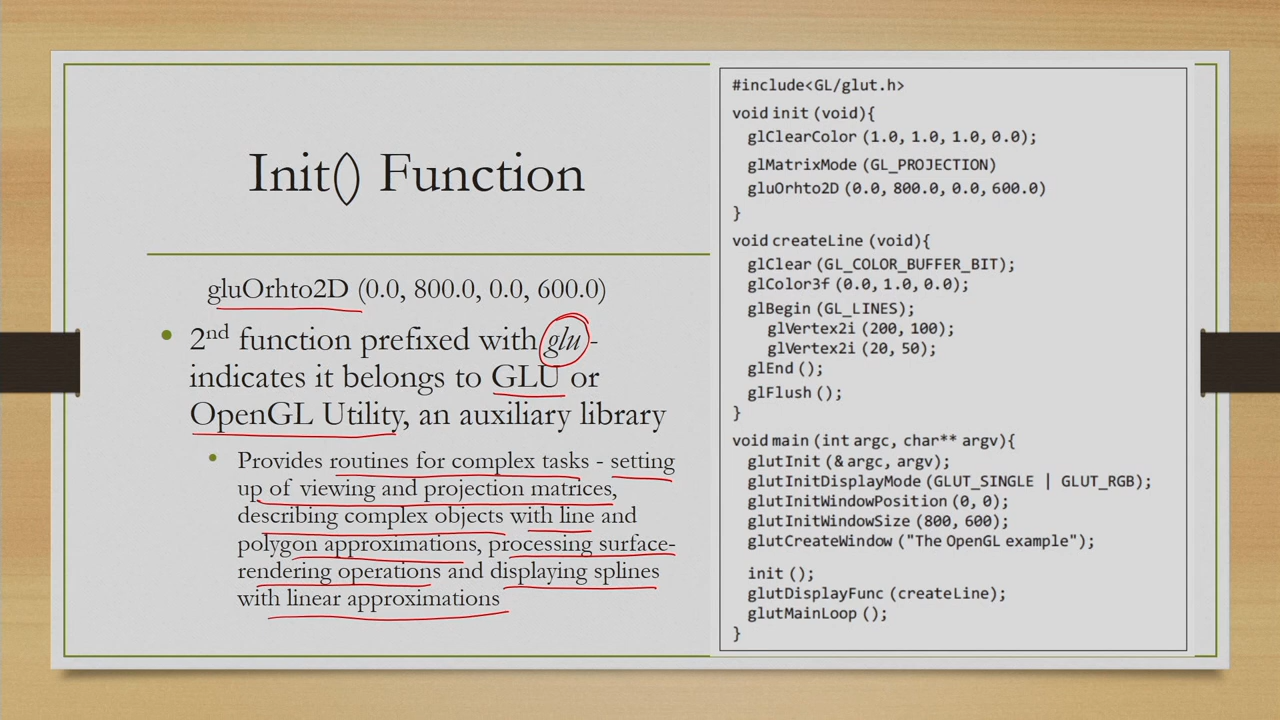 Init() Function
gluOrhto2D (0.0, 800.0, 0.0, 600.0)
• 2nd function prefixed with glu -
indicates it belongs to GLU or
OpenGL Utility, an auxiliary library
• Provides routines for complex tasks - setting
up of viewing and projection matrices,
describing complex objects with line and
polygon approximations, processing surface-
rendering operations and displaying splines
with linear approximations
#include<GL/glut.h>
void init (void){
glClearColor (1.0, 1.0, 1.0, 0.0);
glMatrixMode (GL_PROJECTION)
gluOrhto2D (0.0, 800.0, 0.0, 600.0)
}
void createLine (void){
glClear (GL_COLOR_BUFFER_BIT);
glColor3f (0.0, 1.0, 0.0);
glBegin (GL_LINES);
glVertex2i (200, 100);
glVertex2i (20, 50);
glEnd ();
glFlush ();
}
void main (int argc, char** argv){
glutInit (& argc, argv);
glutInitDisplayMode (GLUT_SINGLE | GLUT_RGB);
glutInitWindowPosition (0, 0);
glutInitWindowSize (800, 600);
glutCreateWindow ("The OpenGL example");
init ();
glutDisplayFunc (createLine);
glutMainLoop ();
}